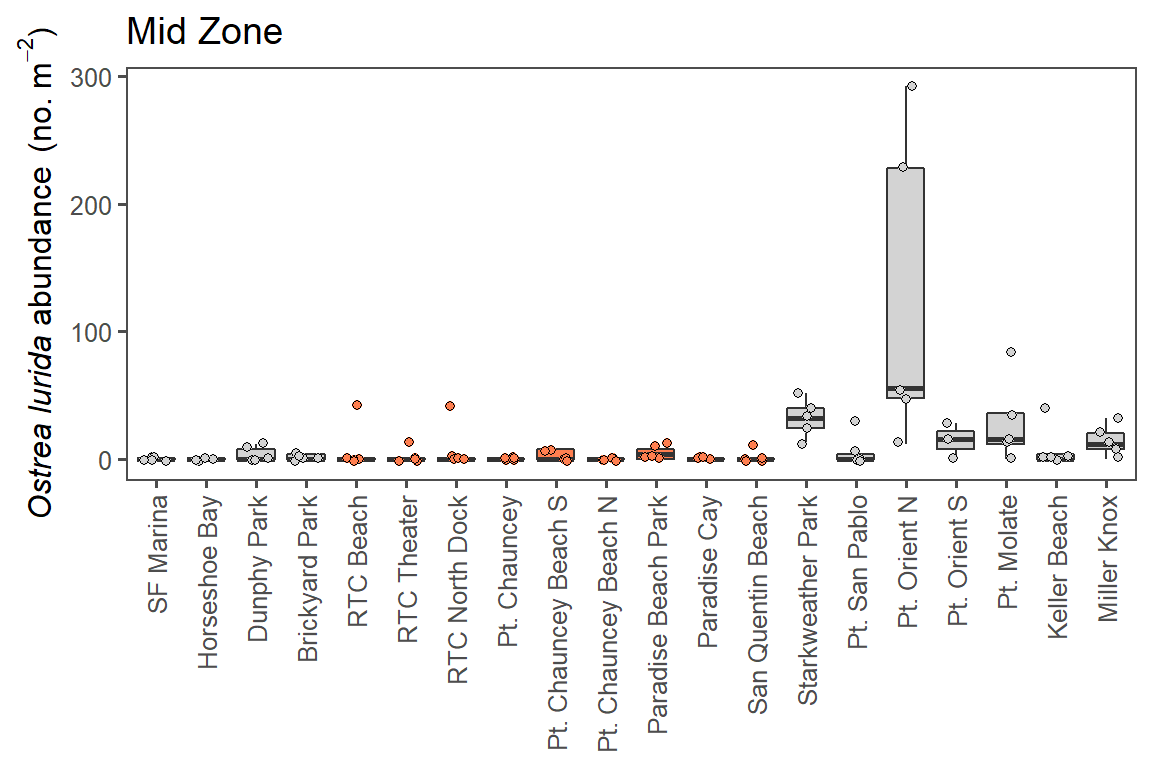 Mid Zone
Ostrea lurida abundance (no. m⁻²)
300
200
100
0
SF Marina
Horseshoe Bay
Dunphy Park
Brickyard Park
RTC Beach
RTC Theater
RTC North Dock
Pt. Chauncey
Pt. Chauncey Beach S
Pt. Chauncey Beach N
Paradise Beach Park
Paradise Cay
San Quentin Beach
Starkweather Park
Pt. San Pablo
Pt. Orient N
Pt. Orient S
Pt. Molate
Keller Beach
Miller Knox